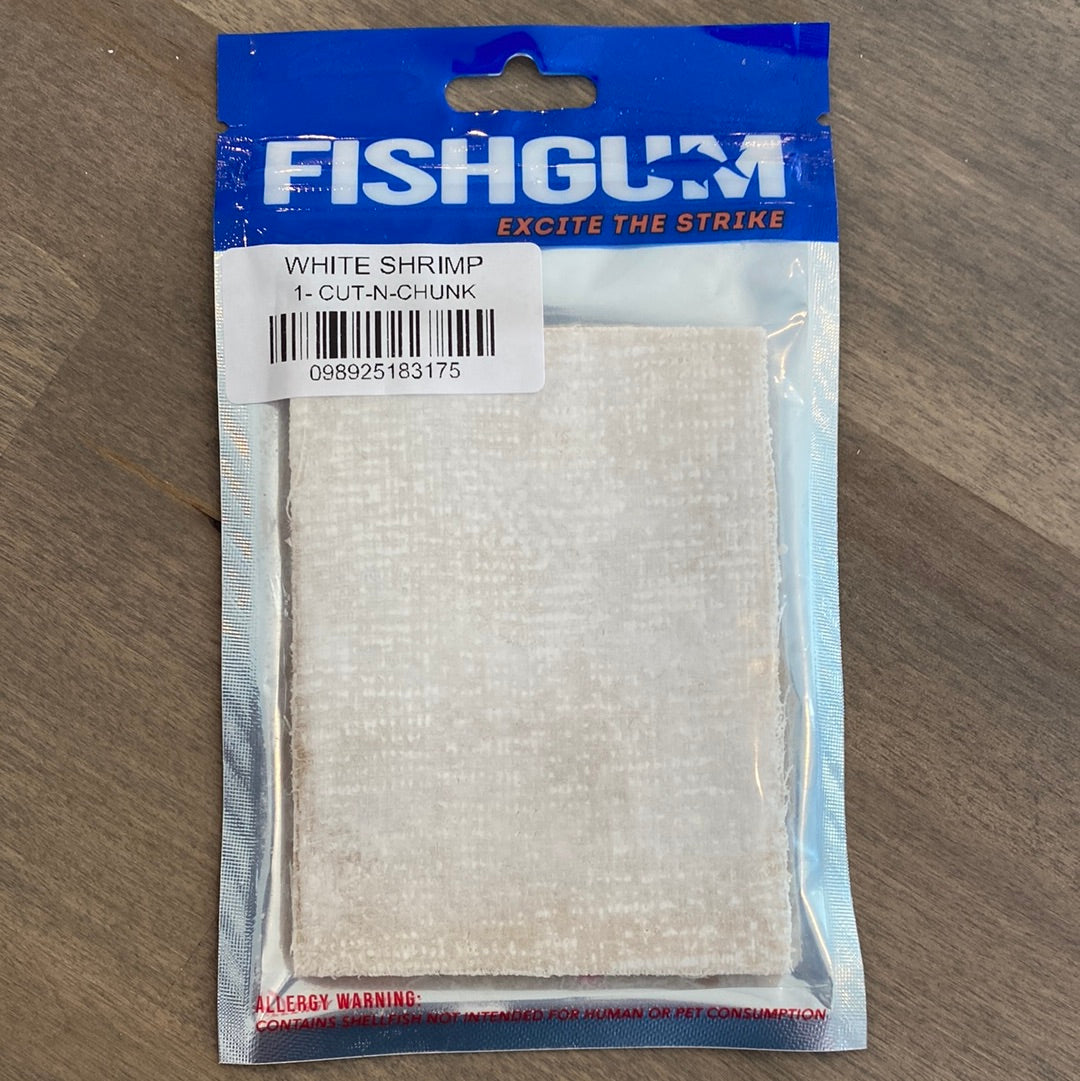 FISHGUM
EXCITE THE STRIKE
WHITE SHRIMP
1- CUT-N-CHUNK
098925183175
ALLERGY WARNING:
CONTAINS SHELLFISH NOT INTENDED FOR HUMAN OR PET CONSUMPTION